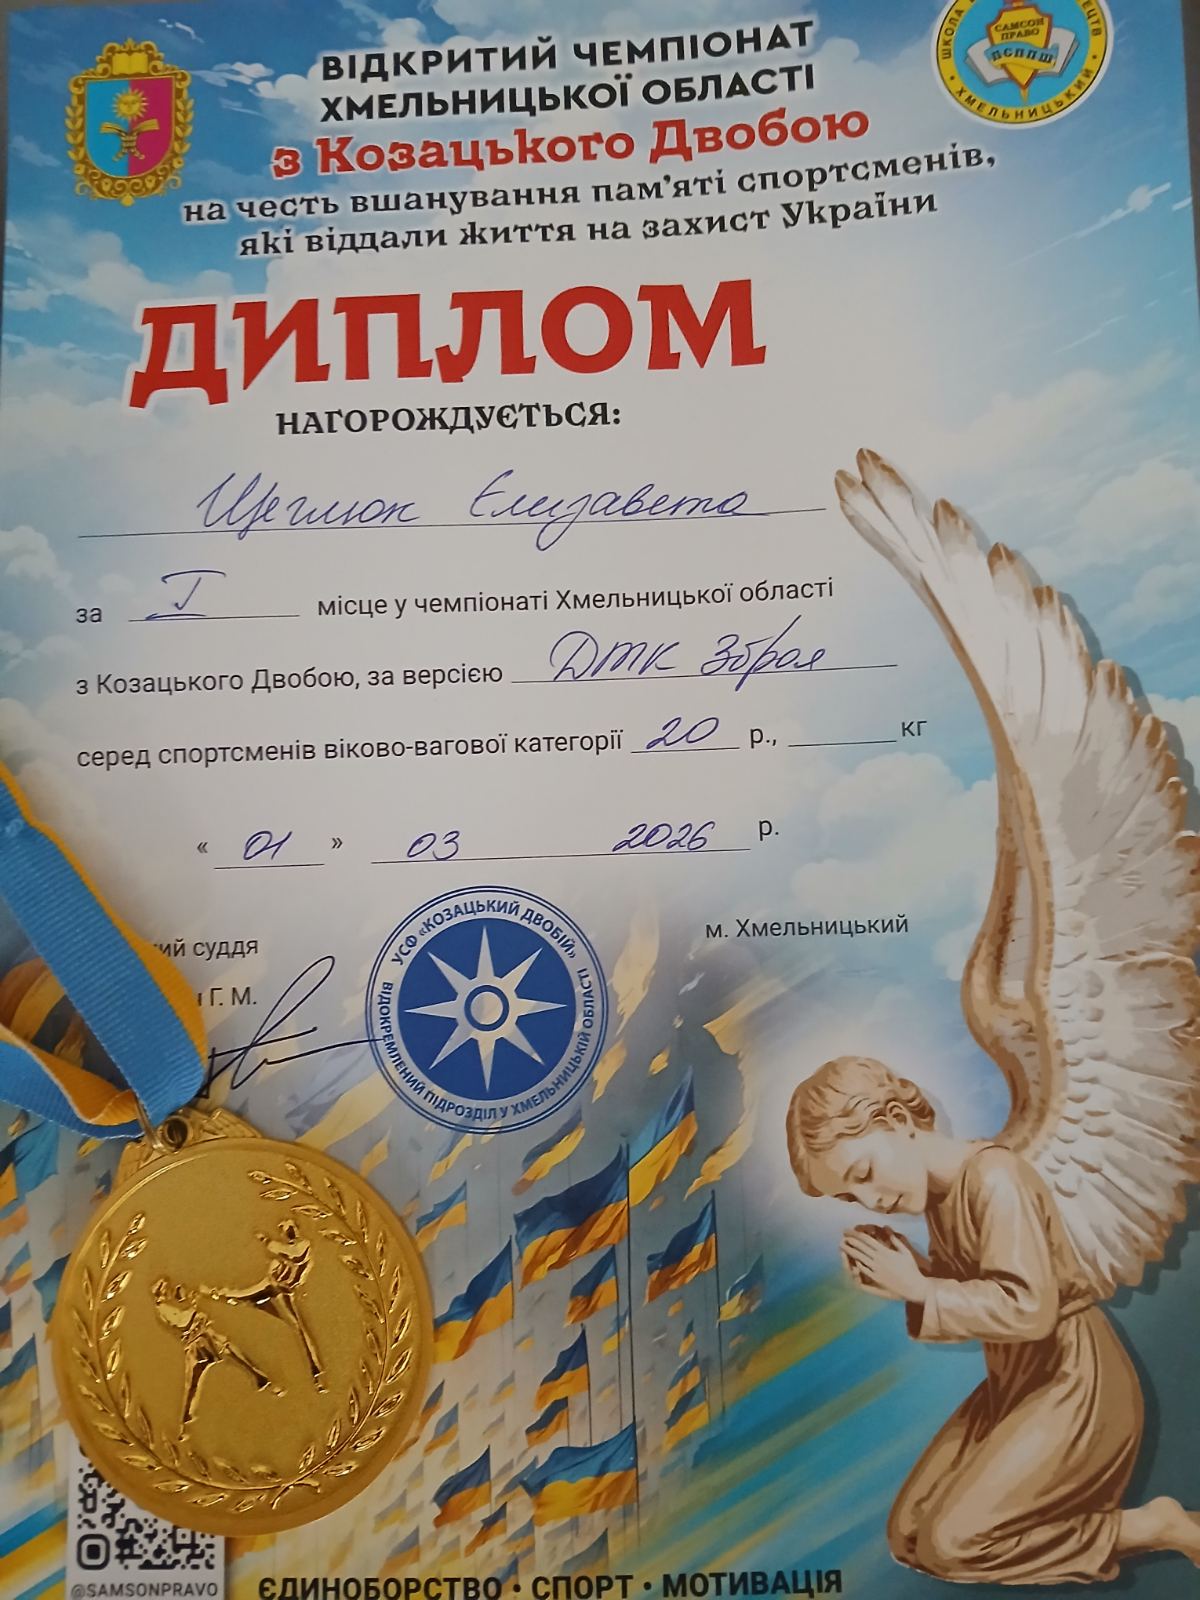 ВІДКРИТИЙ ЧЕМПІОНАТ
ХМЕЛЬНИЦЬКОЇ ОБЛАСТІ
з Козацького Двобою
на честь вшанування пам'яті спортсменів,
які віддали життя на захист України
ШКОЛА
САМСОН
ПРАВО
ПСППШ
ХМЕЛЬНИЦЬКИЙ
ДИПЛОМ
НАГОРОЖДУЄТЬСЯ:
Щеглюк Єлизавета
за I місце у чемпіонаті Хмельницької області
з Козацького Двобою, за версією ДТК Зброя
серед спортсменів віково-вагової категорії 20 р., кг
« 01 » 03 2026 р.
суддя
Г. М.
м. Хмельницький
УСФ «КОЗАЦЬКИЙ ДВОБІЙ»
ВІДОКРЕМЛЕНИЙ ПІДРОЗДІЛ У ХМЕЛЬНИЦЬКІЙ ОБЛАСТІ
@SAMSONPRAVO
ЄДИНОБОРСТВО • СПОРТ • МОТИВАЦІЯ